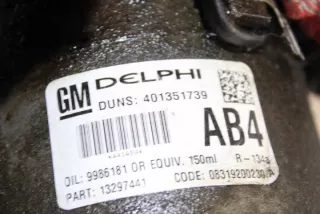 GM DELPHI
DUNS: 401351739
AB4
OIL: 9986181 OR EQUIV. 150ml R-134a
PART: 13297441 CODE: 08319200230